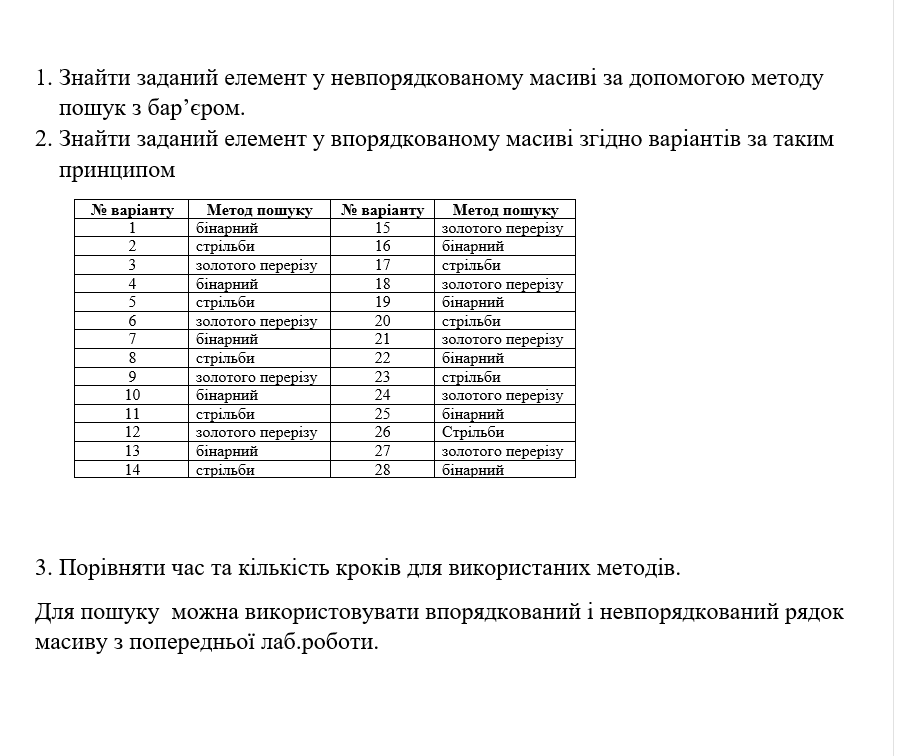 1. Знайти заданий елемент у невпорядкованому масиві за допомогою методу
пошук з бар’єром.
2. Знайти заданий елемент у впорядкованому масиві згідно варіантів за таким
принципом
№ варіанту Метод пошуку № варіанту Метод пошуку
1 бінарний 15 золотого перерізу
2 стрільби 16 бінарний
3 золотого перерізу 17 стрільби
4 бінарний 18 золотого перерізу
5 стрільби 19 бінарний
6 золотого перерізу 20 стрільби
7 бінарний 21 золотого перерізу
8 стрільби 22 бінарний
9 золотого перерізу 23 стрільби
10 бінарний 24 золотого перерізу
11 стрільби 25 бінарний
12 золотого перерізу 26 Стрільби
13 бінарний 27 золотого перерізу
14 стрільби 28 бінарний
3. Порівняти час та кількість кроків для використаних методів.
Для пошуку можна використовувати впорядкований і невпорядкований рядок
масиву з попередньої лаб.роботи.